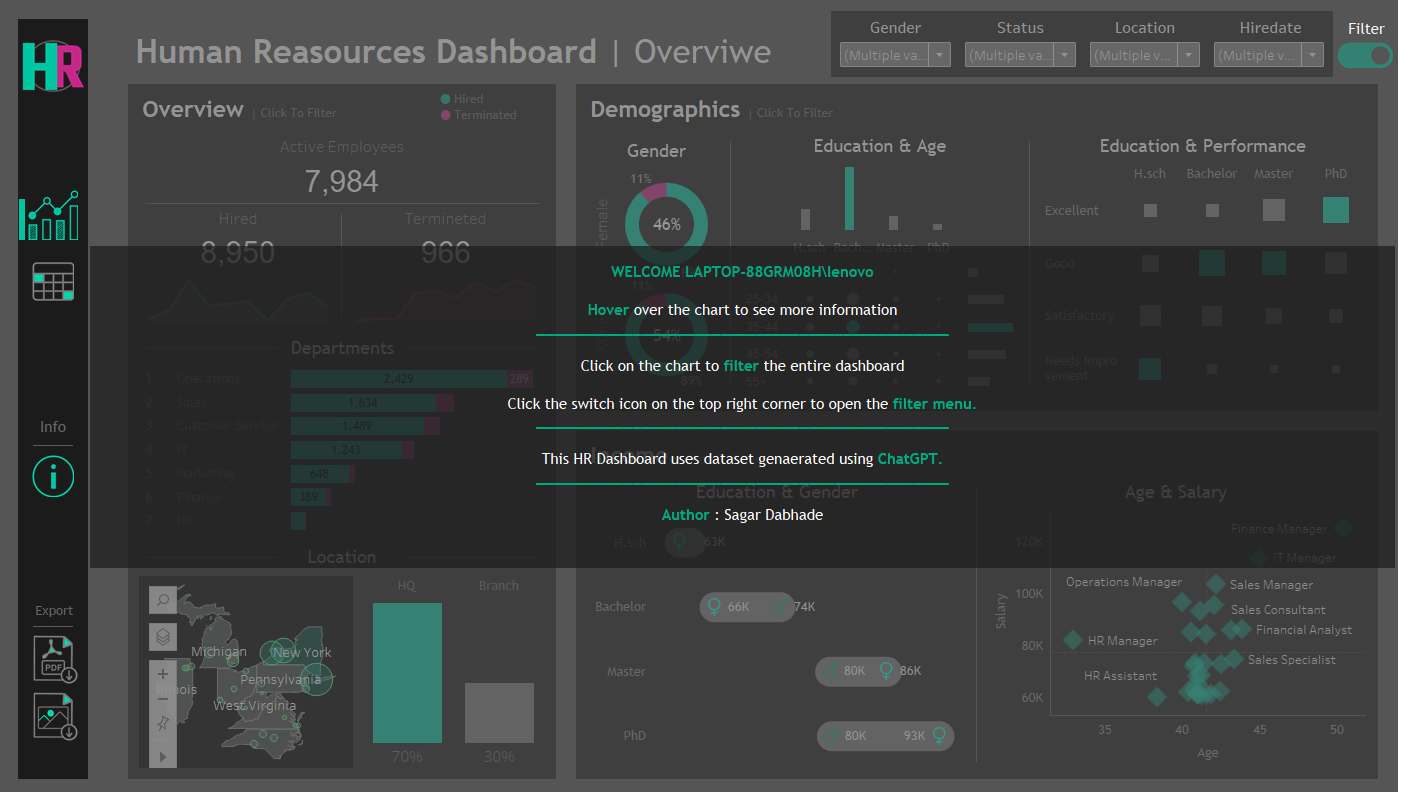 HR
Human Reasources Dashboard | Overviwe
Gender
Status
Location
Hiredate
Filter
(Multiple va...
(Multiple va...
(Multiple v...
(Multiple v...
Overview | Click To Filter
Hired
Terminated
Active Employees
7,984
Hired
Termineted
8,950
966
Departments
1 Operations 2,429 289
2 Sales 1,634
3 Customer Service 1,489
4 IT 1,243
5 Marketing 648
6 Finance 389
7 HR
Location
Michigan
New York
Illinois
Pennsylvania
West Virginia
HQ
Branch
70%
30%
Demographics | Click To Filter
Gender
11%
Female
46%
11%
54%
89%
Education & Age
H.sch Bach.. Master PhD
25-34
35-44
45-54
55+
Education & Performance
H.sch Bachelor Master PhD
Excellent
Good
Satisfactory
Needs Impro
vement
WELCOME LAPTOP-88GRM08H\lenovo
Hover over the chart to see more information
Click on the chart to filter the entire dashboard
Click the switch icon on the top right corner to open the filter menu.
This HR Dashboard uses dataset genaerated using ChatGPT.
Author : Sagar Dabhade
Income
Education & Gender
H.sch 63K
Bachelor 66K 74K
Master 80K 86K
PhD 80K 93K
Age & Salary
Finance Manager
IT Manager
Operations Manager
Sales Manager
Sales Consultant
Financial Analyst
HR Manager
Sales Specialist
HR Assistant
120K
100K
80K
60K
Salary
35 40 45 50
Age
Info
Export
PDF